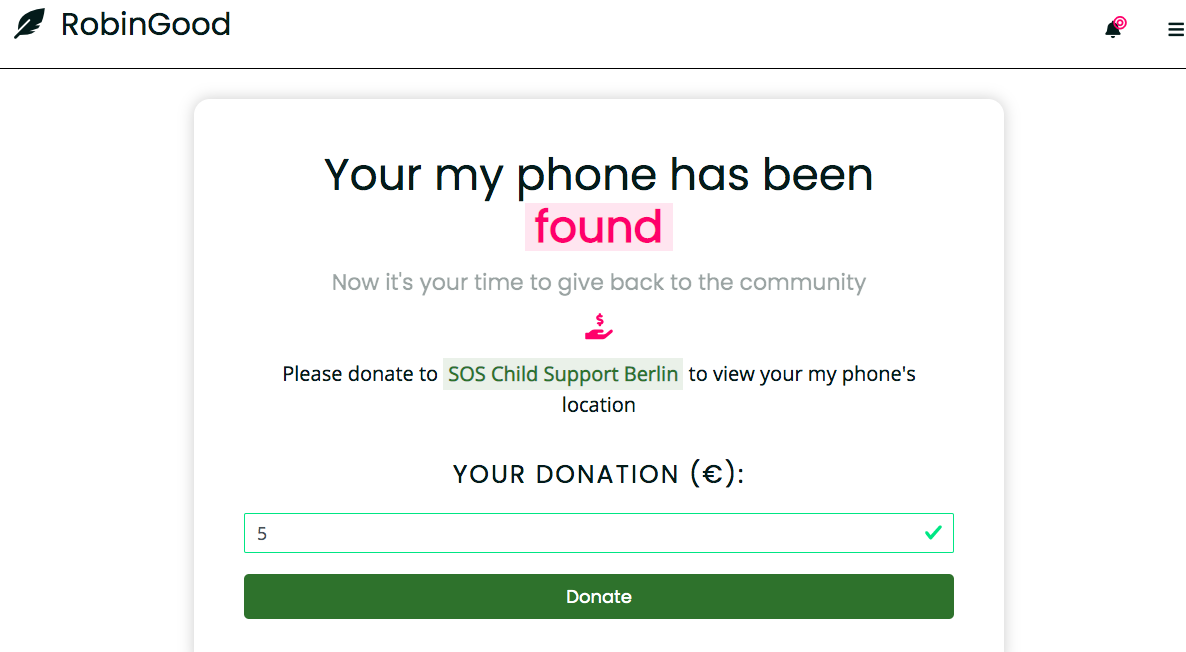 RobinGood
Your my phone has been
found
Now it's your time to give back to the community
$
Please donate to SOS Child Support Berlin to view your my phone's
location
YOUR DONATION (€):
5
Donate